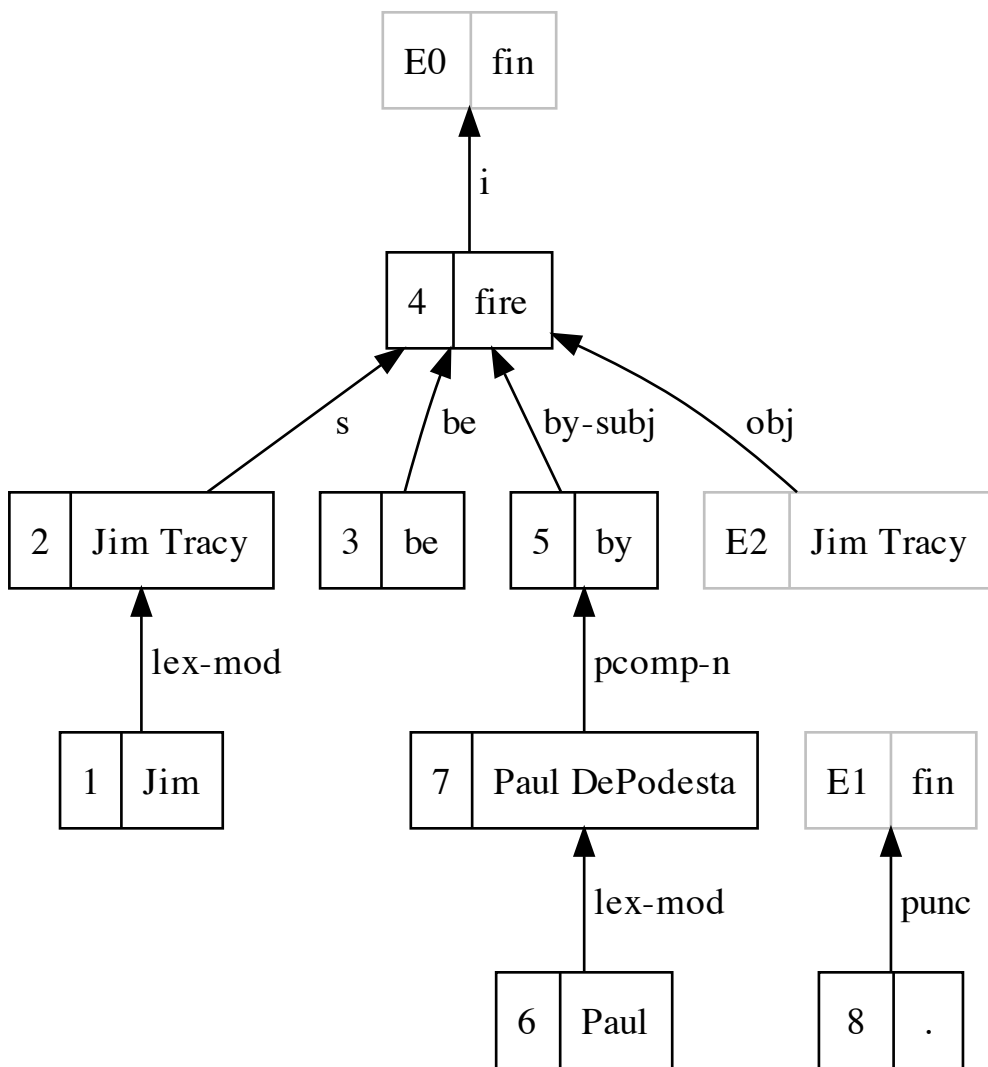 E0 fin
i
4 fire
s be by-subj obj
2 Jim Tracy 3 be 5 by E2 Jim Tracy
lex-mod pcomp-n
1 Jim 7 Paul DePodesta E1 fin
lex-mod punc
6 Paul 8 .